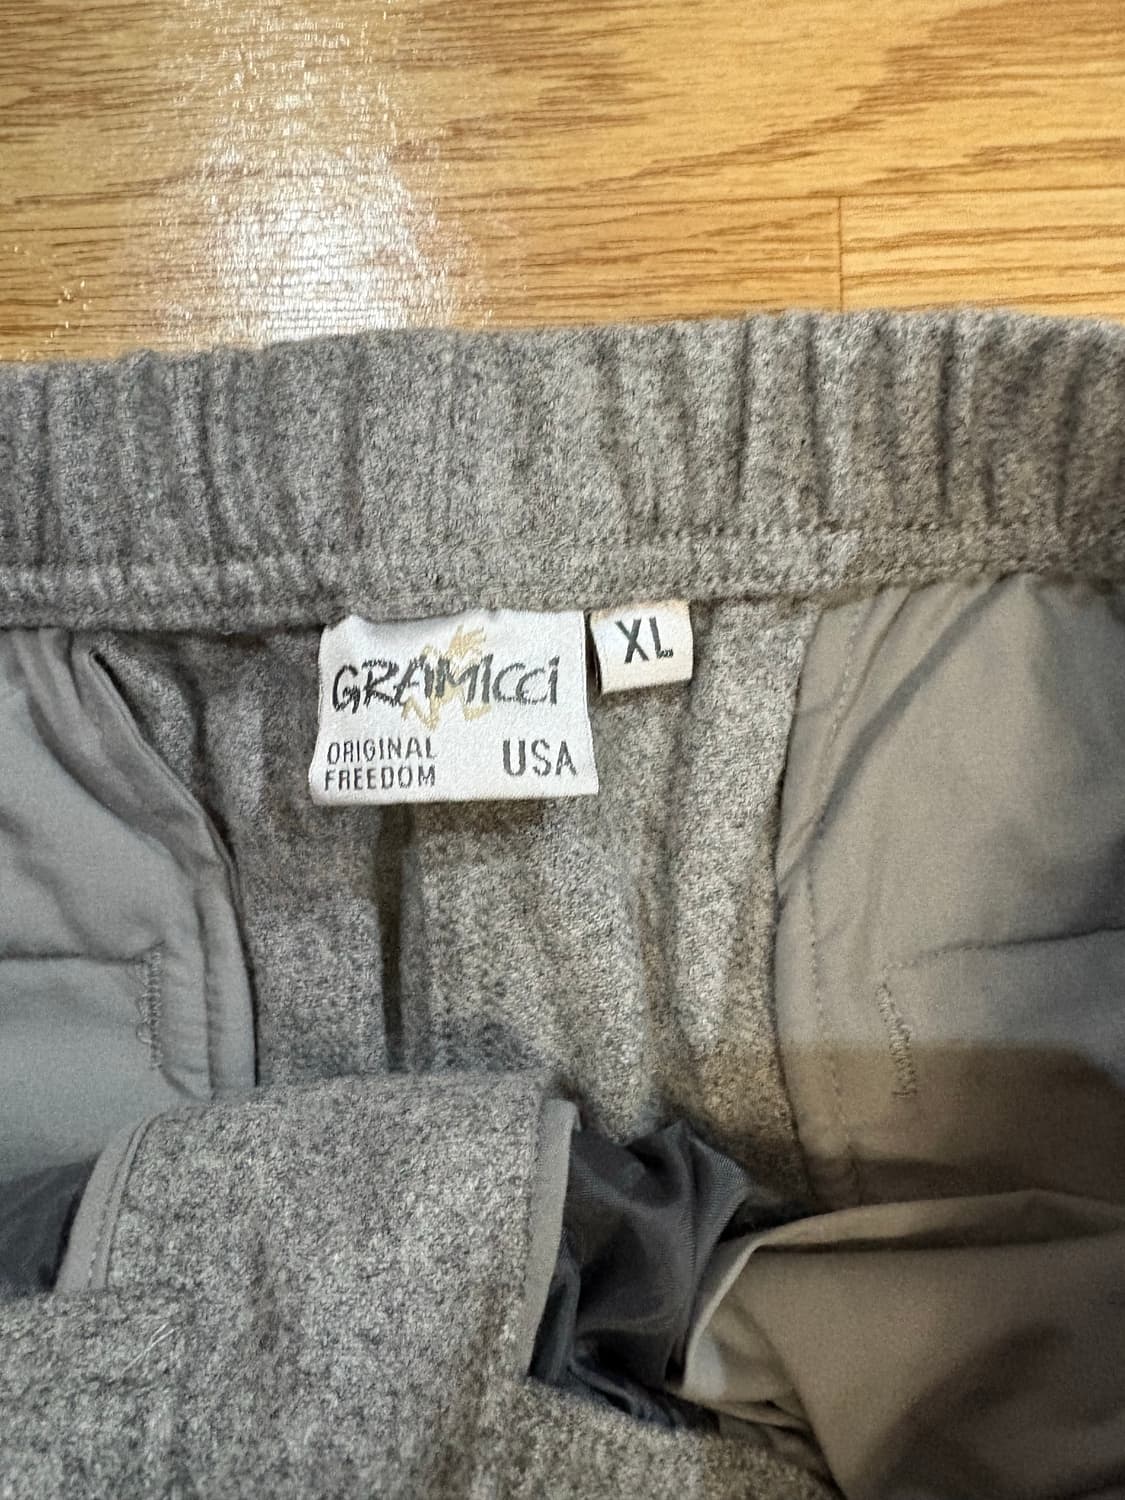 GRAMICCI
XL
ORIGINAL
FREEDOM
USA